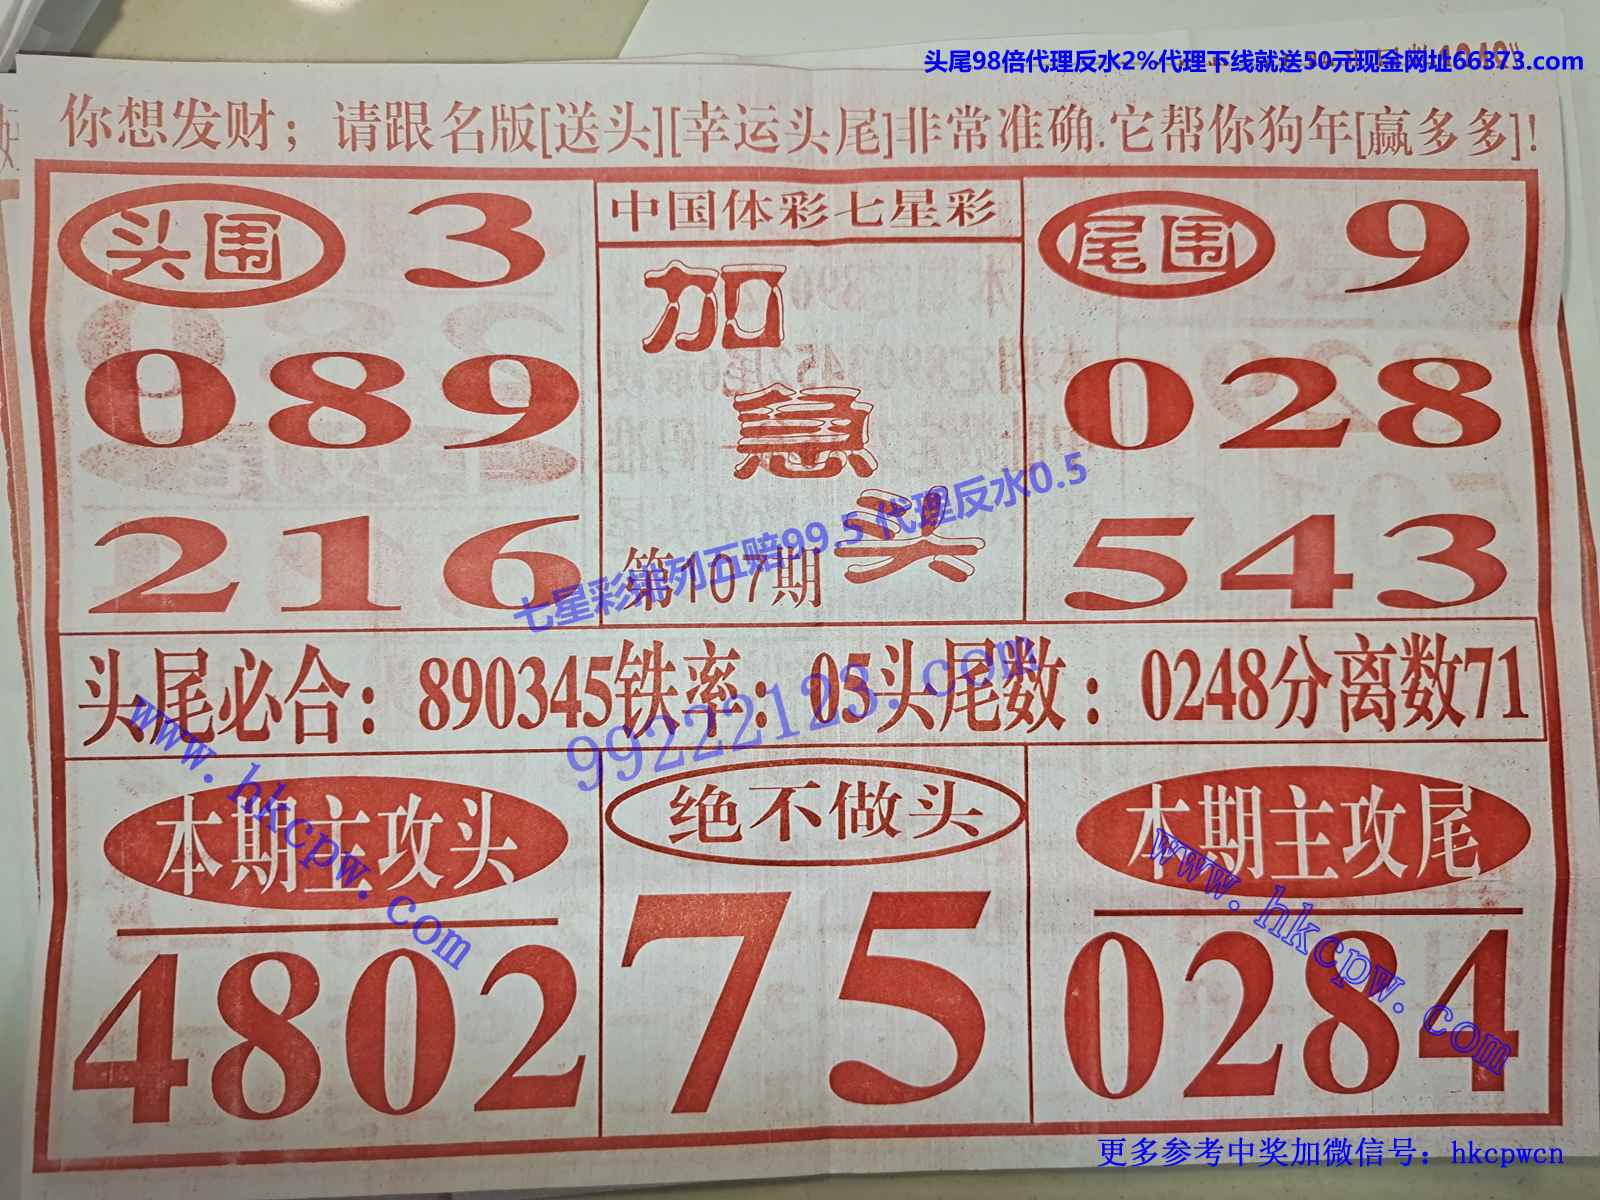 头尾98倍代理反水2%代理下线就送50元现金网址66373.com
你想发财；请跟名版[送头][幸运头尾]非常准确.它帮你狗年[赢多多]!
头围 3
089
216
中国体彩七星彩
加
急
头
第107期
尾围 9
028
543
七星彩排列五赔99.5 代理反水0.5
头尾必合：890345铁率：05头尾数：0248分离数71
99222123.com
www.hkcpw.com
本期主攻头
4802
绝不做头
75
本期主攻尾
0284
www.hkcpw.com
更多参考中奖加微信号：hkcpwcn